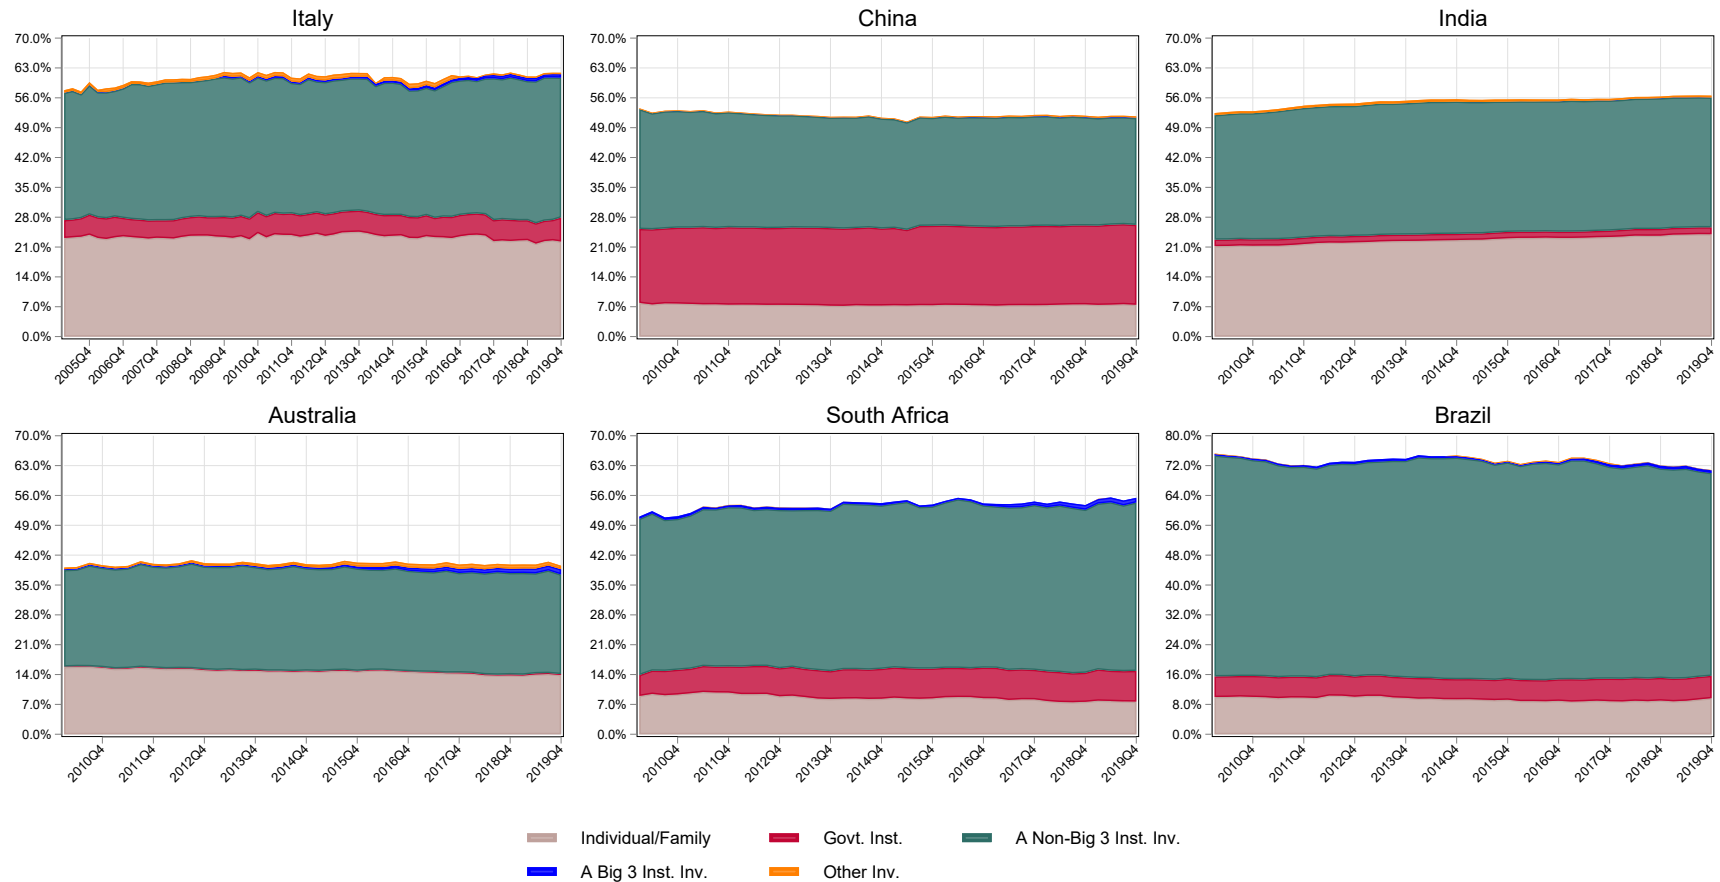 Italy
China
India
70.0%
63.0%
56.0%
49.0%
42.0%
35.0%
28.0%
21.0%
14.0%
7.0%
0.0%
2005Q4
2006Q4
2007Q4
2008Q4
2009Q4
2010Q4
2011Q4
2012Q4
2013Q4
2014Q4
2015Q4
2016Q4
2017Q4
2018Q4
2019Q4
70.0%
63.0%
56.0%
49.0%
42.0%
35.0%
28.0%
21.0%
14.0%
7.0%
0.0%
2010Q4
2011Q4
2012Q4
2013Q4
2014Q4
2015Q4
2016Q4
2017Q4
2018Q4
2019Q4
70.0%
63.0%
56.0%
49.0%
42.0%
35.0%
28.0%
21.0%
14.0%
7.0%
0.0%
2010Q4
2011Q4
2012Q4
2013Q4
2014Q4
2015Q4
2016Q4
2017Q4
2018Q4
2019Q4
Australia
South Africa
Brazil
70.0%
63.0%
56.0%
49.0%
42.0%
35.0%
28.0%
21.0%
14.0%
7.0%
0.0%
2010Q4
2011Q4
2012Q4
2013Q4
2014Q4
2015Q4
2016Q4
2017Q4
2018Q4
2019Q4
70.0%
63.0%
56.0%
49.0%
42.0%
35.0%
28.0%
21.0%
14.0%
7.0%
0.0%
2010Q4
2011Q4
2012Q4
2013Q4
2014Q4
2015Q4
2016Q4
2017Q4
2018Q4
2019Q4
80.0%
72.0%
64.0%
56.0%
48.0%
40.0%
32.0%
24.0%
16.0%
8.0%
0.0%
2010Q4
2011Q4
2012Q4
2013Q4
2014Q4
2015Q4
2016Q4
2017Q4
2018Q4
2019Q4
Individual/Family
Govt. Inst.
A Non-Big 3 Inst. Inv.
A Big 3 Inst. Inv.
Other Inv.